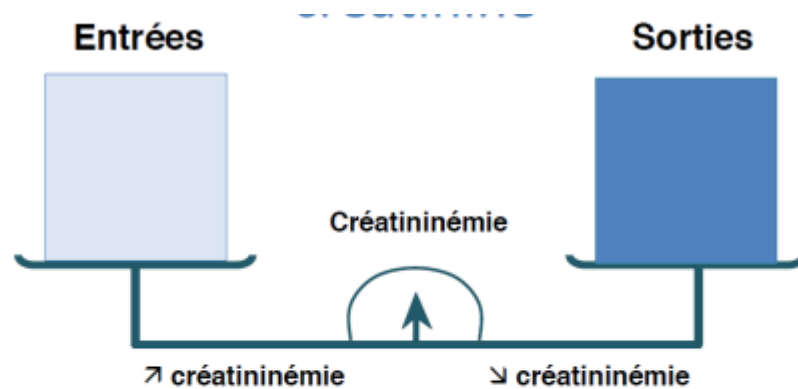 Entrées
Sorties
Créatininémie
↗ créatininémie
↘ créatininémie